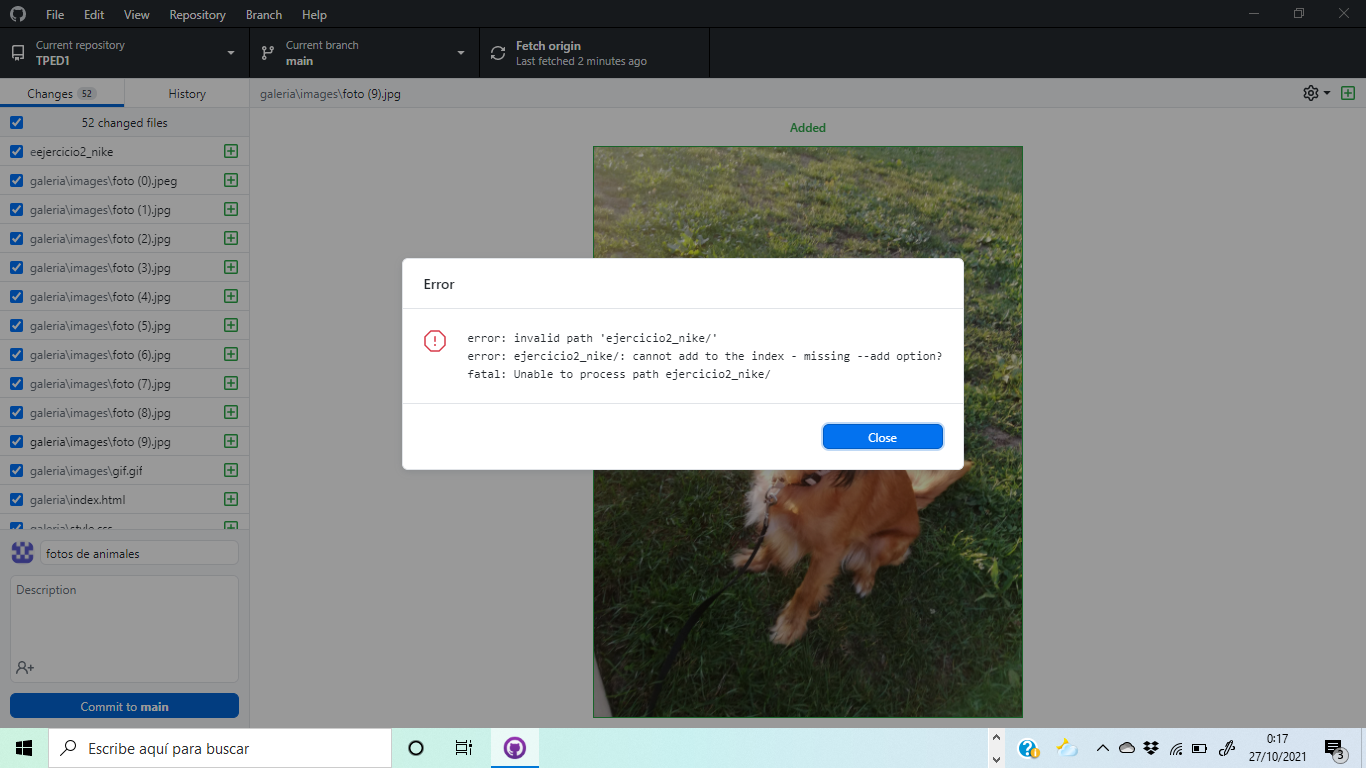 File Edit View Repository Branch Help
Current repository
TPED1
Current branch
main
Fetch origin
Last fetched 2 minutes ago
Changes 52
History
galeria\images\foto (9).jpg
52 changed files
Added
eejercicio2_nike
galeria\images\foto (0).jpeg
galeria\images\foto (1).jpg
galeria\images\foto (2).jpg
galeria\images\foto (3).jpg
galeria\images\foto (4).jpg
galeria\images\foto (5).jpg
galeria\images\foto (6).jpg
galeria\images\foto (7).jpg
galeria\images\foto (8).jpg
galeria\images\foto (9).jpg
galeria\images\gif.gif
galeria\index.html
galeria\style.css
Error
error: invalid path 'ejercicio2_nike/'
error: ejercicio2_nike/: cannot add to the index - missing --add option?
fatal: Unable to process path ejercicio2_nike/
Close
fotos de animales
Description
Commit to main
Escribe aquí para buscar
0:17
27/10/2021
3